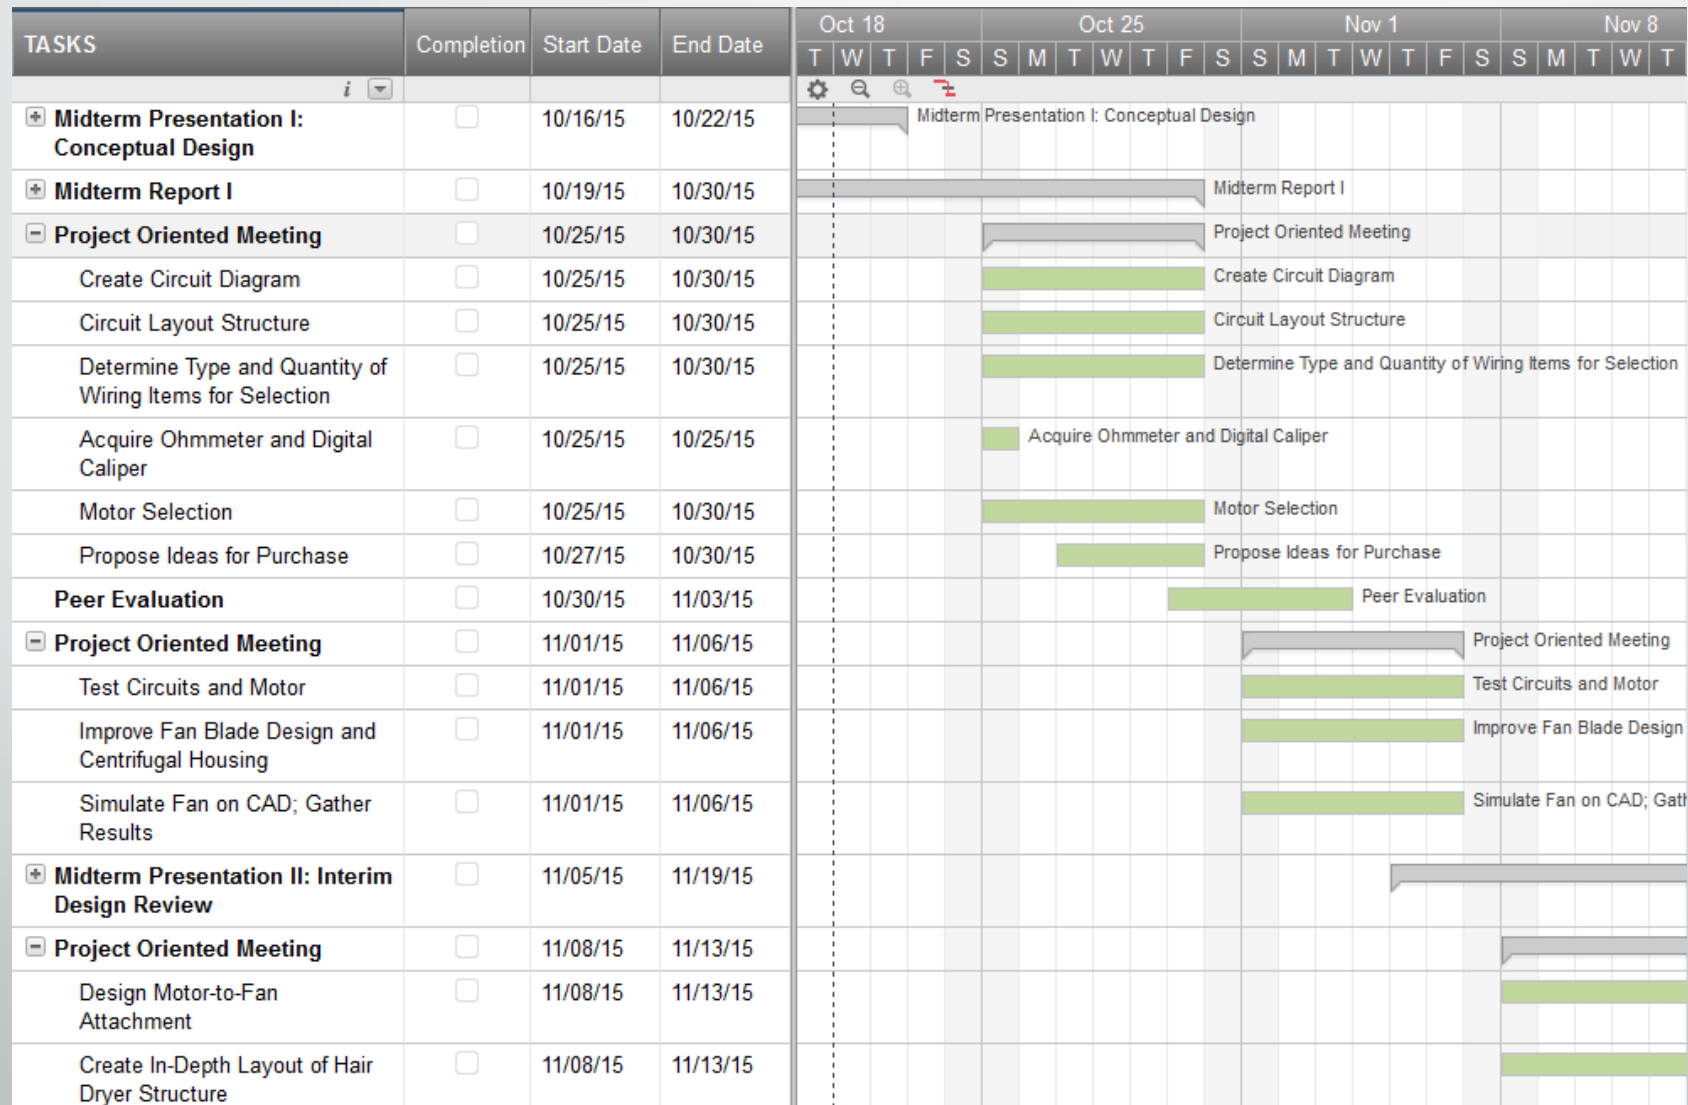 TASKS Completion Start Date End Date
Oct 18 Oct 25 Nov 1 Nov 8
T W T F S S M T W T F S S M T W T F S S M T W T
i
Midterm Presentation I: 10/16/15 10/22/15 Midterm Presentation I: Conceptual Design
Conceptual Design
Midterm Report I 10/19/15 10/30/15 Midterm Report I
Project Oriented Meeting 10/25/15 10/30/15 Project Oriented Meeting
Create Circuit Diagram 10/25/15 10/30/15 Create Circuit Diagram
Circuit Layout Structure 10/25/15 10/30/15 Circuit Layout Structure
Determine Type and Quantity of 10/25/15 10/30/15 Determine Type and Quantity of Wiring Items for Selection
Wiring Items for Selection
Acquire Ohmmeter and Digital 10/25/15 10/25/15 Acquire Ohmmeter and Digital Caliper
Caliper
Motor Selection 10/25/15 10/30/15 Motor Selection
Propose Ideas for Purchase 10/27/15 10/30/15 Propose Ideas for Purchase
Peer Evaluation 10/30/15 11/03/15 Peer Evaluation
Project Oriented Meeting 11/01/15 11/06/15 Project Oriented Meeting
Test Circuits and Motor 11/01/15 11/06/15 Test Circuits and Motor
Improve Fan Blade Design and 11/01/15 11/06/15 Improve Fan Blade Design
Centrifugal Housing
Simulate Fan on CAD; Gather 11/01/15 11/06/15 Simulate Fan on CAD; Gath
Results
Midterm Presentation II: Interim 11/05/15 11/19/15
Design Review
Project Oriented Meeting 11/08/15 11/13/15
Design Motor-to-Fan 11/08/15 11/13/15
Attachment
Create In-Depth Layout of Hair 11/08/15 11/13/15
Dryer Structure